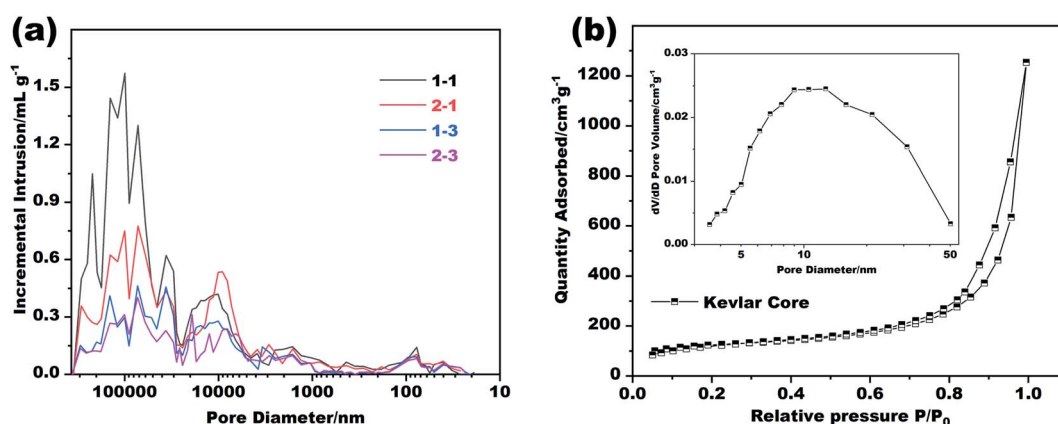 (a)
Incremental Intrusion/mL g⁻¹
1.5
1.2
0.9
0.6
0.3
0.0
1-1
2-1
1-3
2-3
100000 10000 1000 100 10
Pore Diameter/nm
(b)
Quantity Adsorbed/cm³g⁻¹
1200
1000
800
600
400
200
0
dV/dD Pore Volume/cm³g⁻¹
0.03
0.02
0.01
0.00
5 10 50
Pore Diameter/nm
Kevlar Core
0.0 0.2 0.4 0.6 0.8 1.0
Relative pressure P/P₀